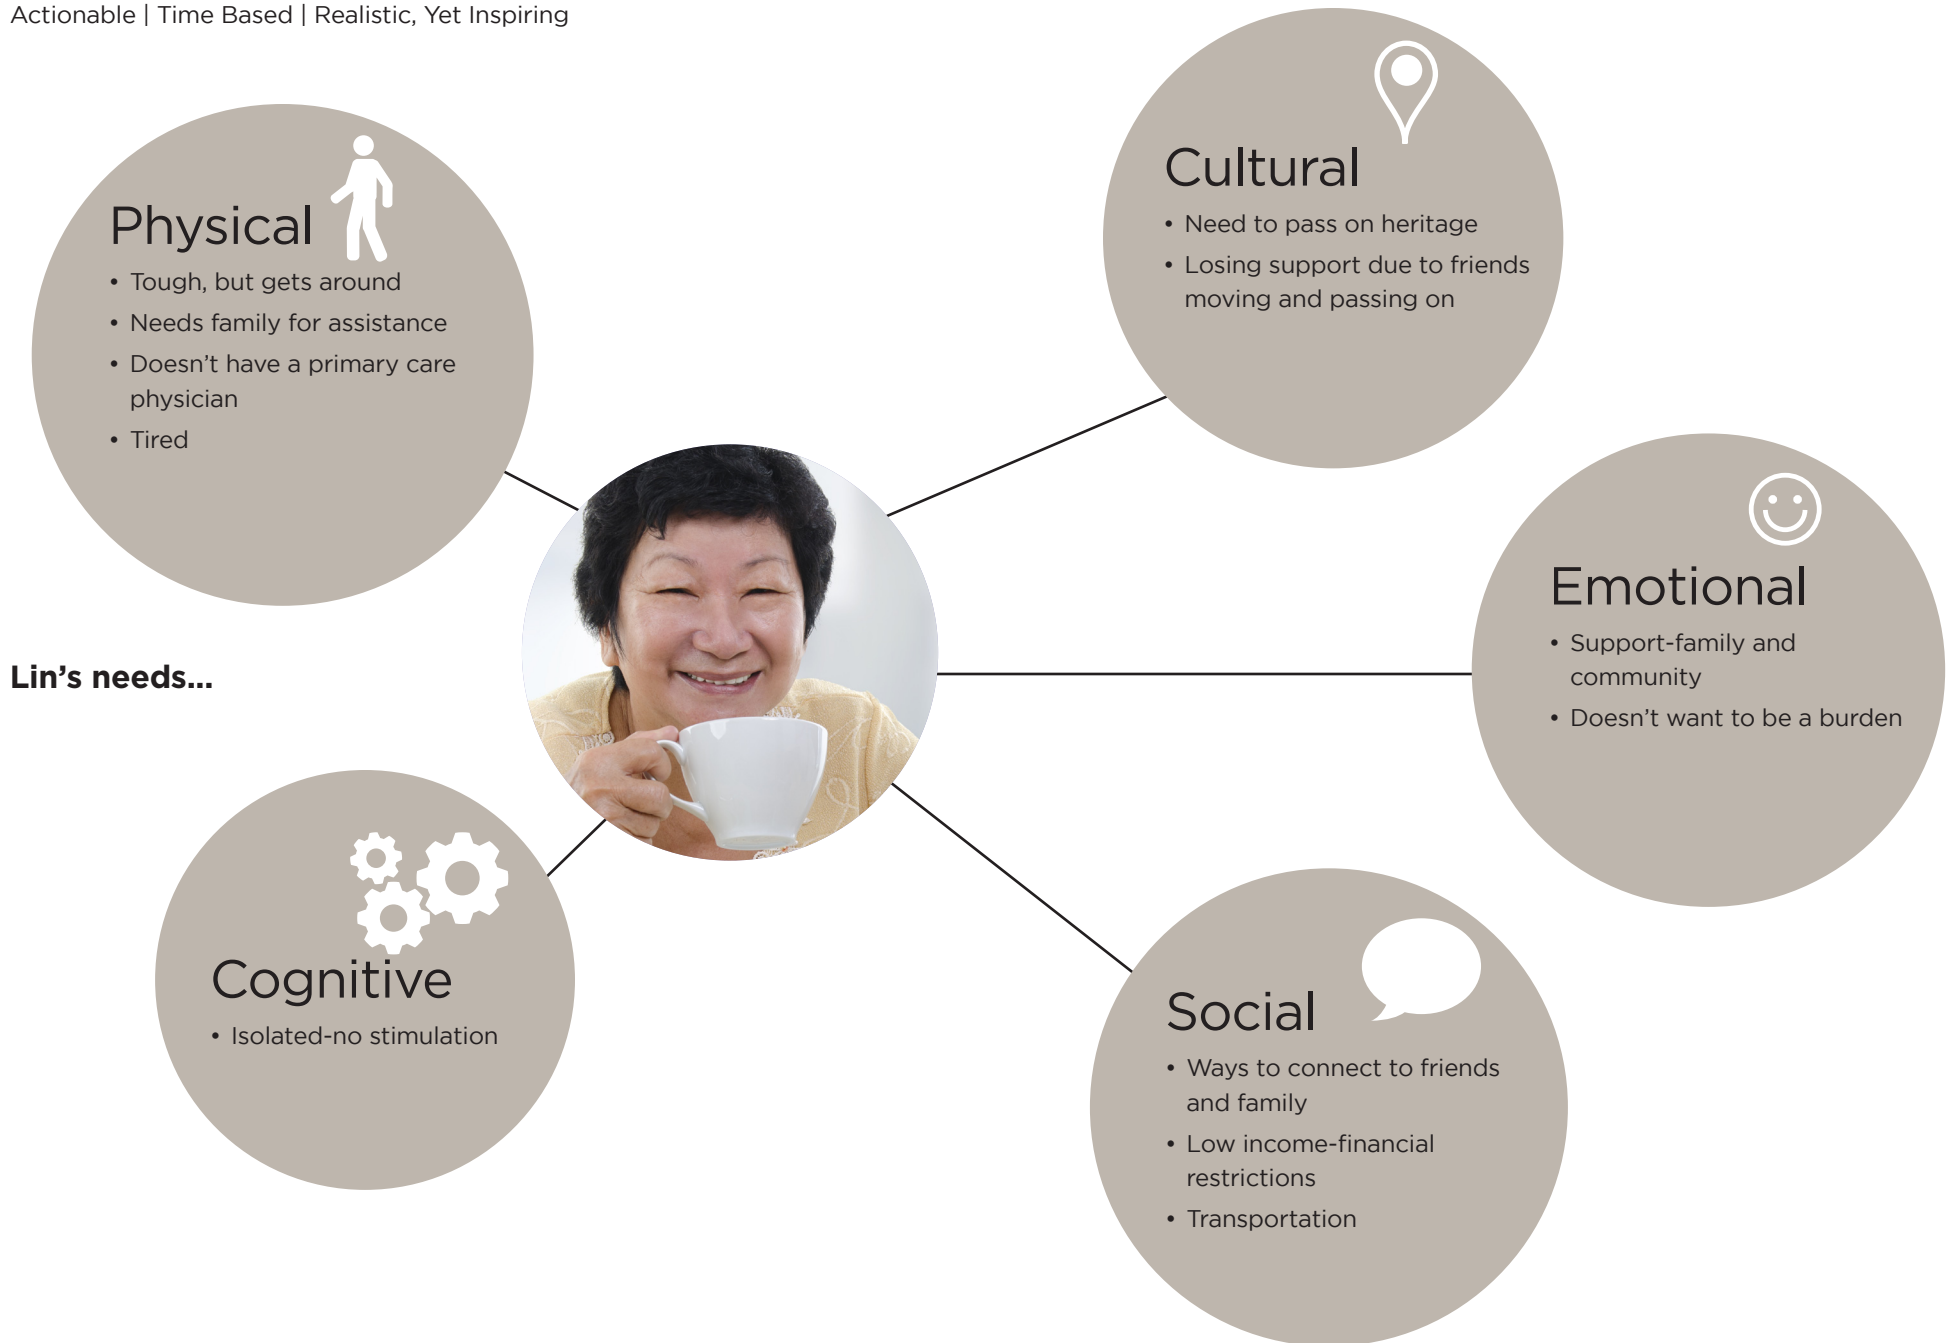 Actionable | Time Based | Realistic, Yet Inspiring
Physical
• Tough, but gets around
• Needs family for assistance
• Doesn’t have a primary care
physician
• Tired
Cultural
• Need to pass on heritage
• Losing support due to friends
moving and passing on
Emotional
• Support-family and
community
• Doesn’t want to be a burden
Lin’s needs...
Cognitive
• Isolated-no stimulation
Social
• Ways to connect to friends
and family
• Low income-financial
restrictions
• Transportation